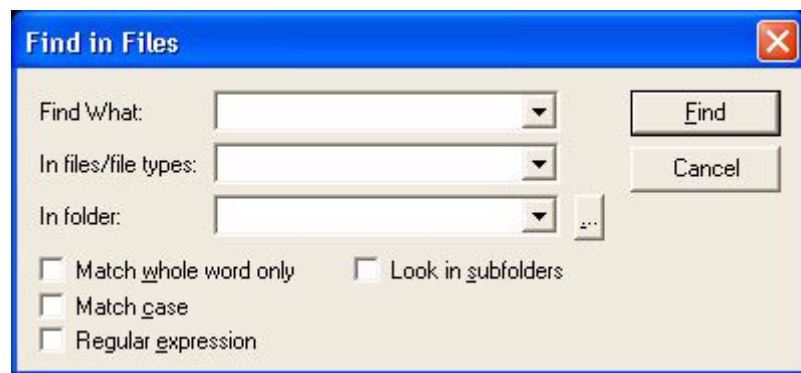 Find in Files
Find What:
Find
In files/file types:
Cancel
In folder:
...
Match whole word only
Look in subfolders
Match case
Regular expression